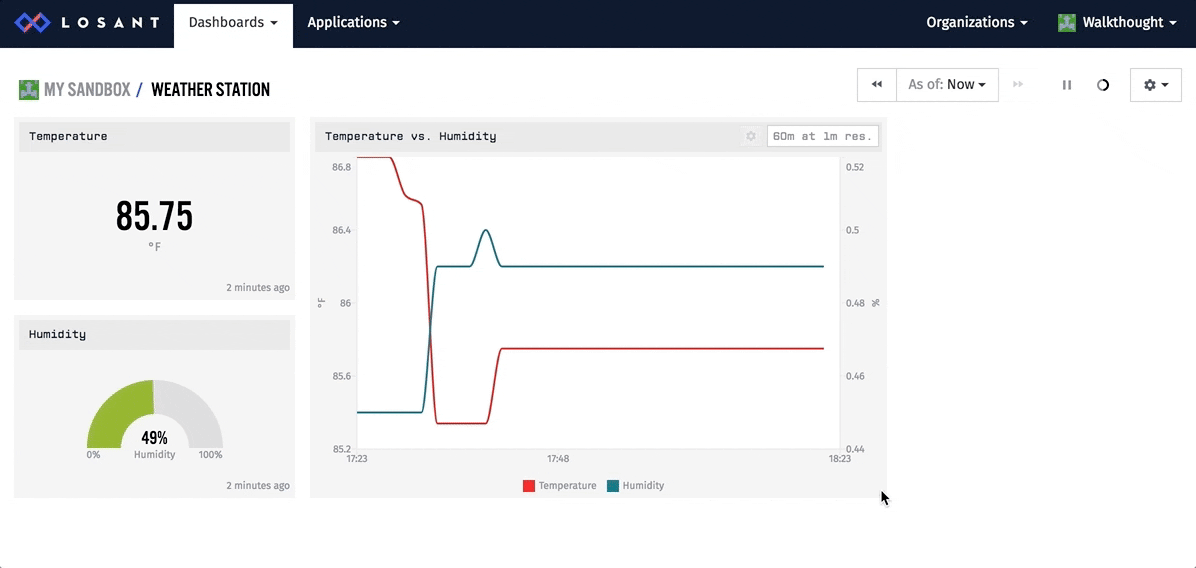 LOSANT Dashboards Applications Organizations Walkthought
MY SANDBOX / WEATHER STATION
As of: Now
Temperature
85.75
°F
2 minutes ago
Humidity
49%
0% Humidity 100%
2 minutes ago
Temperature vs. Humidity 60m at 1m res.
86.8 0.52
86.4 0.5
°F 86 0.48 %
85.6 0.46
85.2 0.44
17:23 17:48 18:23
Temperature Humidity